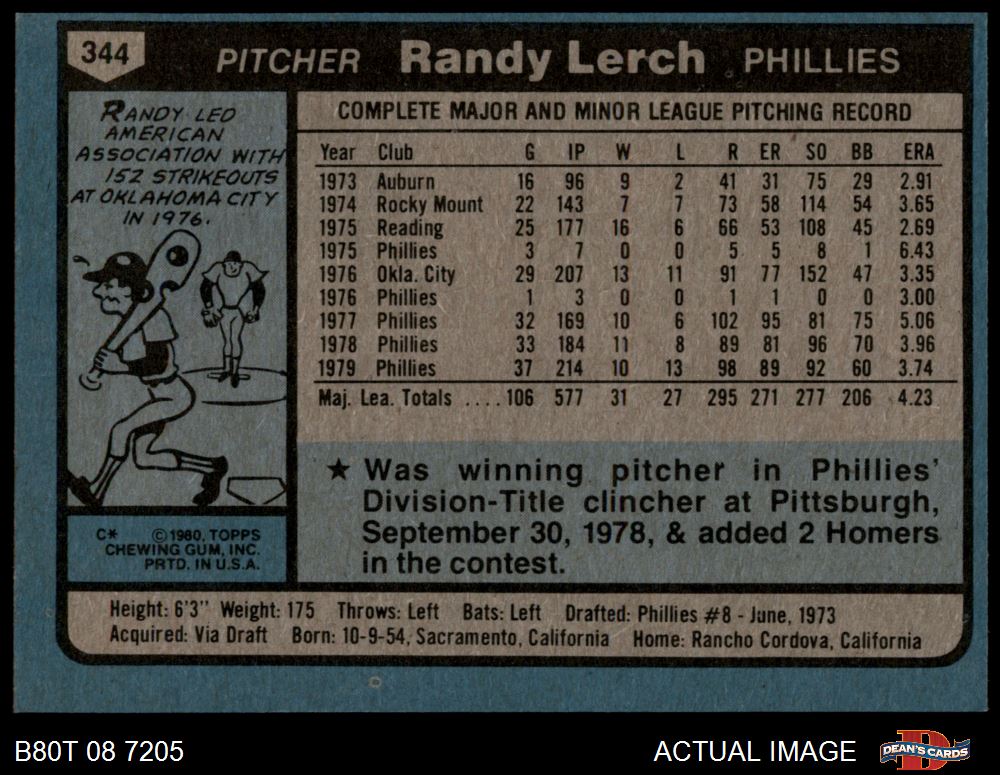 344 PITCHER Randy Lerch PHILLIES
RANDY LED
AMERICAN
ASSOCIATION WITH
152 STRIKEOUTS
AT OKLAHOMA CITY
IN 1976.
C* ©1980, TOPPS
CHEWING GUM, INC.
PRTD. IN U.S.A.
COMPLETE MAJOR AND MINOR LEAGUE PITCHING RECORD
Year Club G IP W L R ER SO BB ERA
1973 Auburn 16 96 9 2 41 31 75 29 2.91
1974 Rocky Mount 22 143 7 7 73 58 114 54 3.65
1975 Reading 25 177 16 6 66 53 108 45 2.69
1975 Phillies 3 7 0 0 5 5 8 1 6.43
1976 Okla. City 29 207 13 11 91 77 152 47 3.35
1976 Phillies 1 3 0 0 1 1 0 0 3.00
1977 Phillies 32 169 10 6 102 95 81 75 5.06
1978 Phillies 33 184 11 8 89 81 96 70 3.96
1979 Phillies 37 214 10 13 98 89 92 60 3.74
Maj. Lea. Totals ....106 577 31 27 295 271 277 206 4.23
★ Was winning pitcher in Phillies'
Division-Title clincher at Pittsburgh,
September 30, 1978, & added 2 Homers
in the contest.
Height: 6'3" Weight: 175 Throws: Left Bats: Left Drafted: Phillies #8 - June, 1973
Acquired: Via Draft Born: 10-9-54, Sacramento, California Home: Rancho Cordova, California
B80T 08 7205 ACTUAL IMAGE DEAN'S CARDS